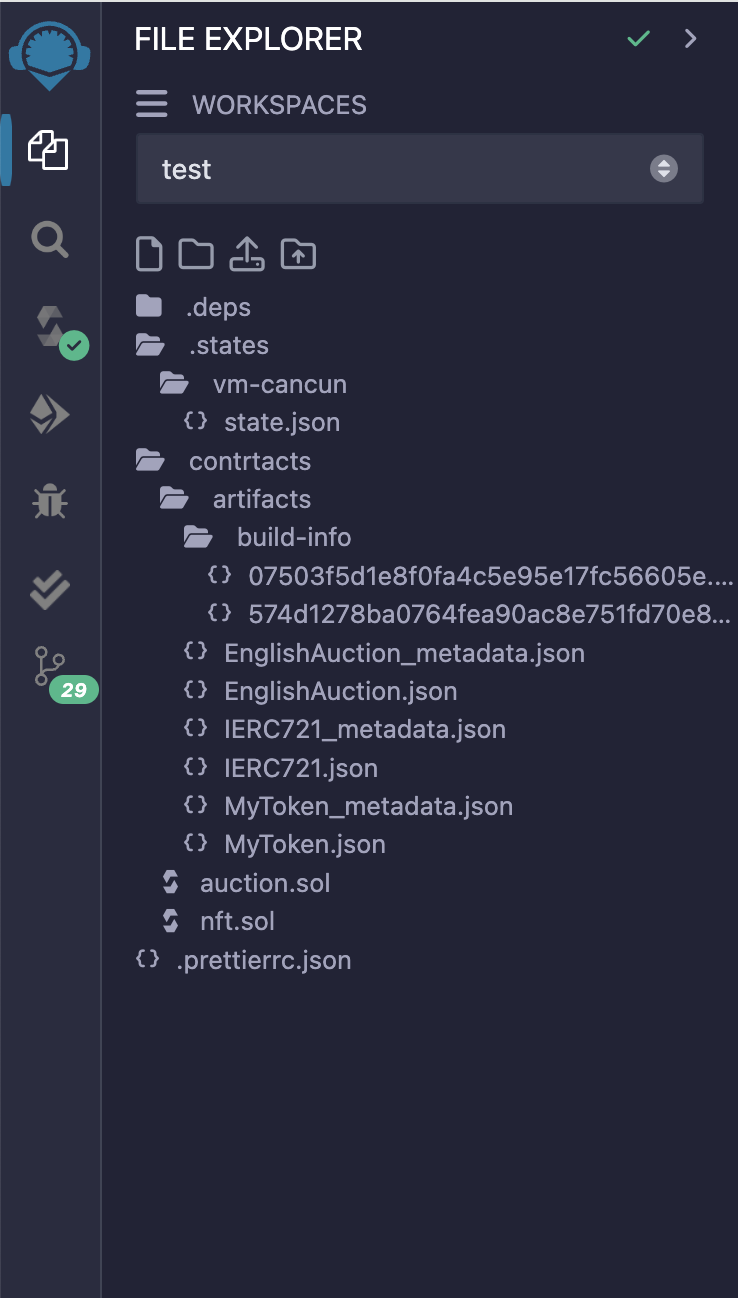 FILE EXPLORER
WORKSPACES
test
.deps
.states
vm-cancun
state.json
contrtacts
artifacts
build-info
07503f5d1e8f0fa4c5e95e17fc56605e....
574d1278ba0764fea90ac8e751fd70e8...
EnglishAuction_metadata.json
EnglishAuction.json
29
IERC721_metadata.json
IERC721.json
MyToken_metadata.json
MyToken.json
auction.sol
nft.sol
.prettierrc.json